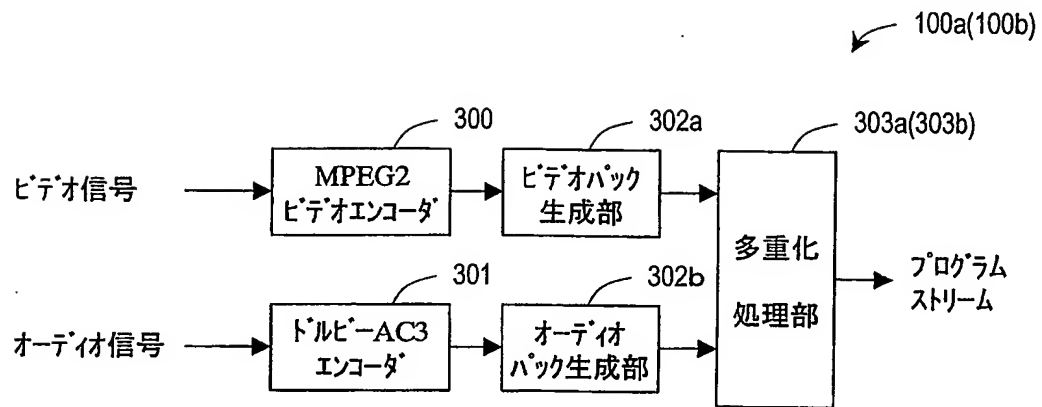 100a(100b)
300
302a
303a(303b)
ビデオ信号
MPEG2
ビデオエンコーダ
ビデオパック
生成部
多重化
処理部
プログラム
ストリーム
301
302b
オーディオ信号
ドルビーAC3
エンコーダ
オーディオ
パック生成部